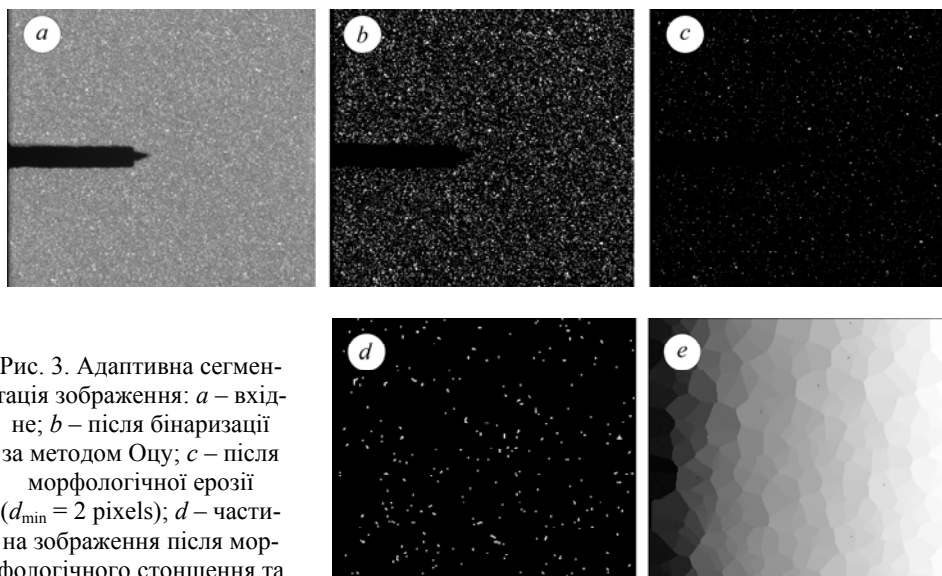 a
b
c
d
e
Рис. 3. Адаптивна сегмен-
тація зображення: a – вхід-
не; b – після бінаризації
за методом Оцу; c – після
морфологічної ерозії
(dmin = 2 pixels); d – части-
на зображення після мор-
фологічного стоншення та